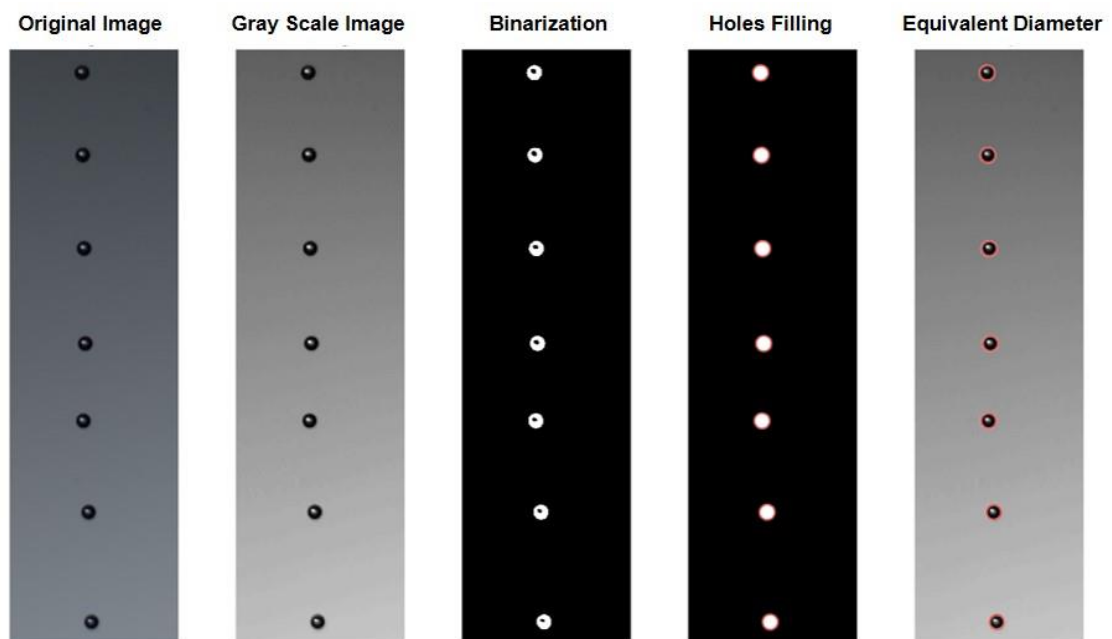 Original Image
Gray Scale Image
Binarization
Holes Filling
Equivalent Diameter